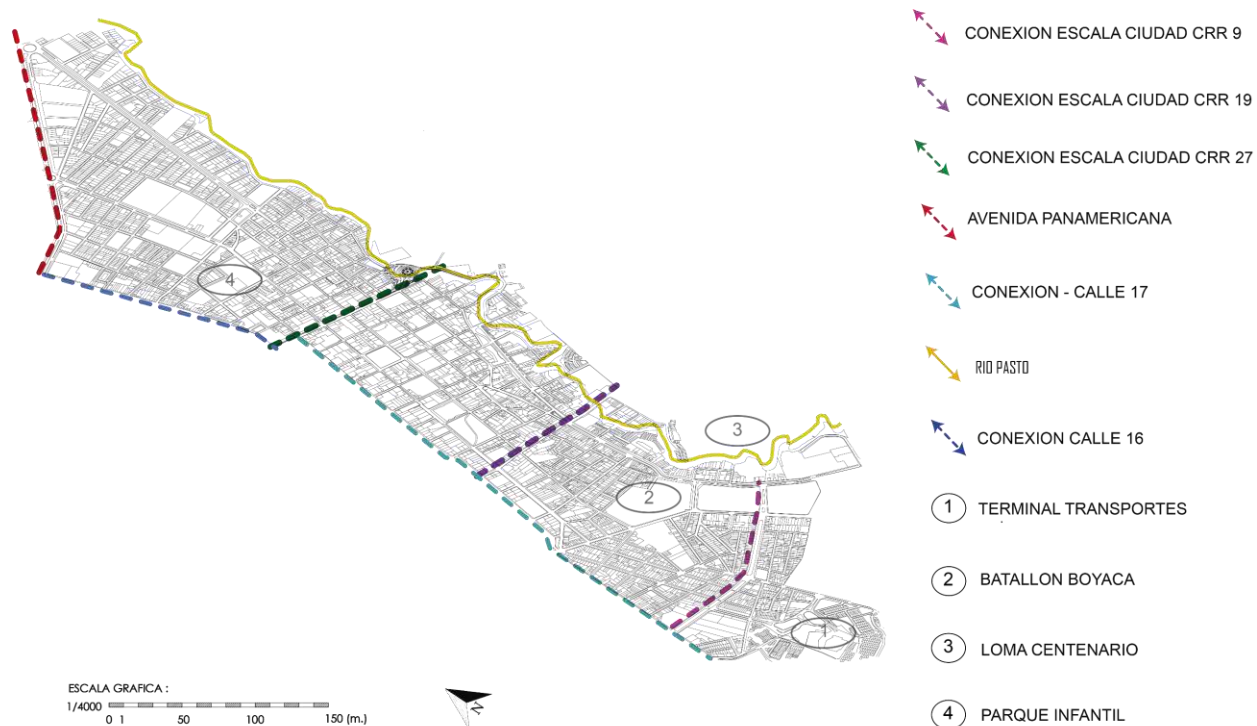 CONEXION ESCALA CIUDAD CRR 9
CONEXION ESCALA CIUDAD CRR 19
CONEXION ESCALA CIUDAD CRR 27
AVENIDA PANAMERICANA
CONEXION - CALLE 17
RIO PASTO
CONEXION CALLE 16
1 TERMINAL TRANSPORTES
2 BATALLON BOYACA
3 LOMA CENTENARIO
4 PARQUE INFANTIL
4
3
2
1
ESCALA GRAFICA :
1/4000
0 1 50 100 150 (m.)
N